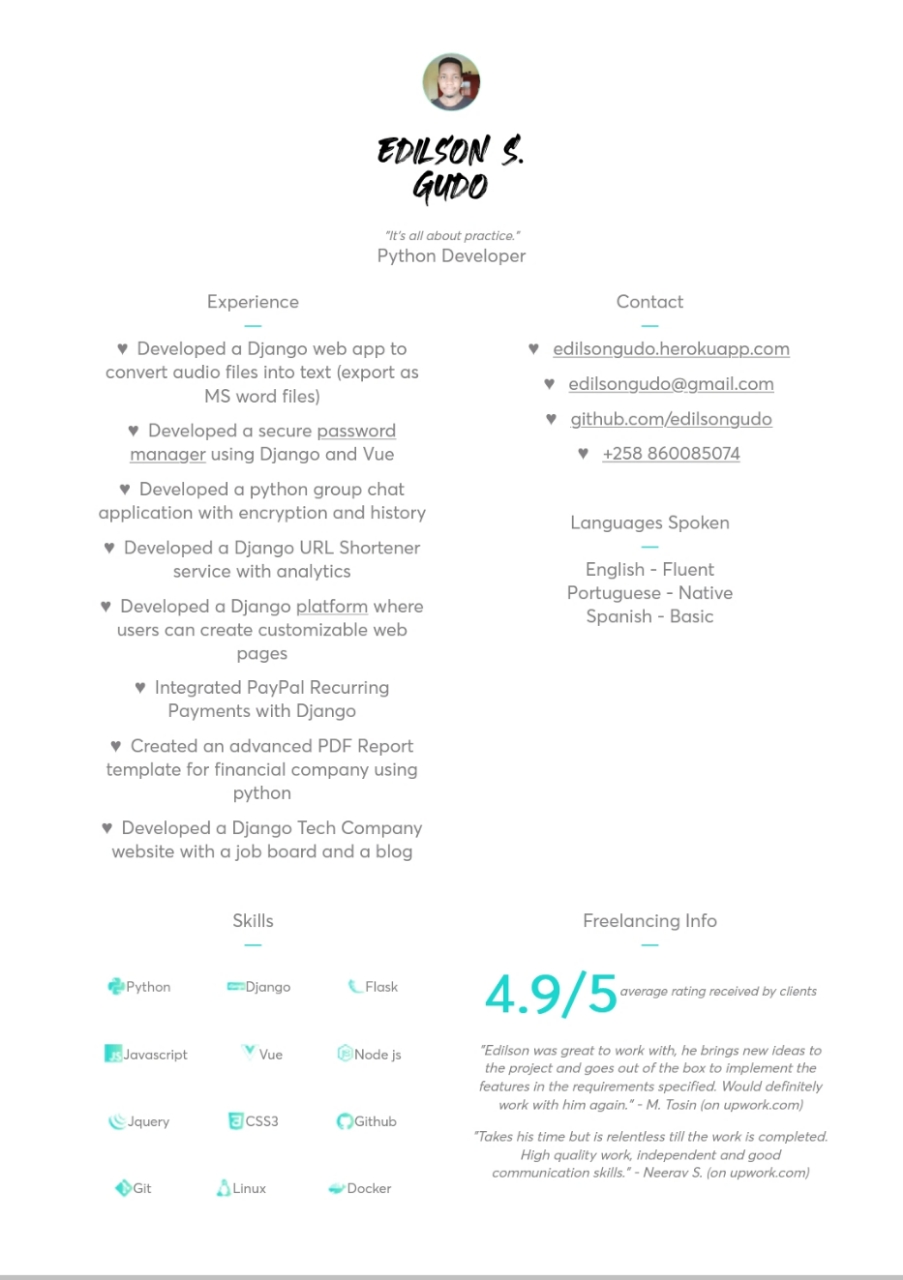 EDILSON S.
GUDO
"It's all about practice."
Python Developer
Experience
♥ Developed a Django web app to
convert audio files into text (export as
MS word files)
♥ Developed a secure password
manager using Django and Vue
♥ Developed a python group chat
application with encryption and history
♥ Developed a Django URL Shortener
service with analytics
♥ Developed a Django platform where
users can create customizable web
pages
♥ Integrated PayPal Recurring
Payments with Django
♥ Created an advanced PDF Report
template for financial company using
python
♥ Developed a Django Tech Company
website with a job board and a blog
Contact
♥ edilsongudo.herokuapp.com
♥ edilsongudo@gmail.com
♥ github.com/edilsongudo
♥ +258 860085074
Languages Spoken
English - Fluent
Portuguese - Native
Spanish - Basic
Skills
Python Django Flask
Javascript Vue Node js
Jquery CSS3 Github
Git Linux Docker
Freelancing Info
4.9/5 average rating received by clients
"Edilson was great to work with, he brings new ideas to
the project and goes out of the box to implement the
features in the requirements specified. Would definitely
work with him again." - M. Tosin (on upwork.com)
"Takes his time but is relentless till the work is completed.
High quality work, independent and good
communication skills." - Neerav S. (on upwork.com)